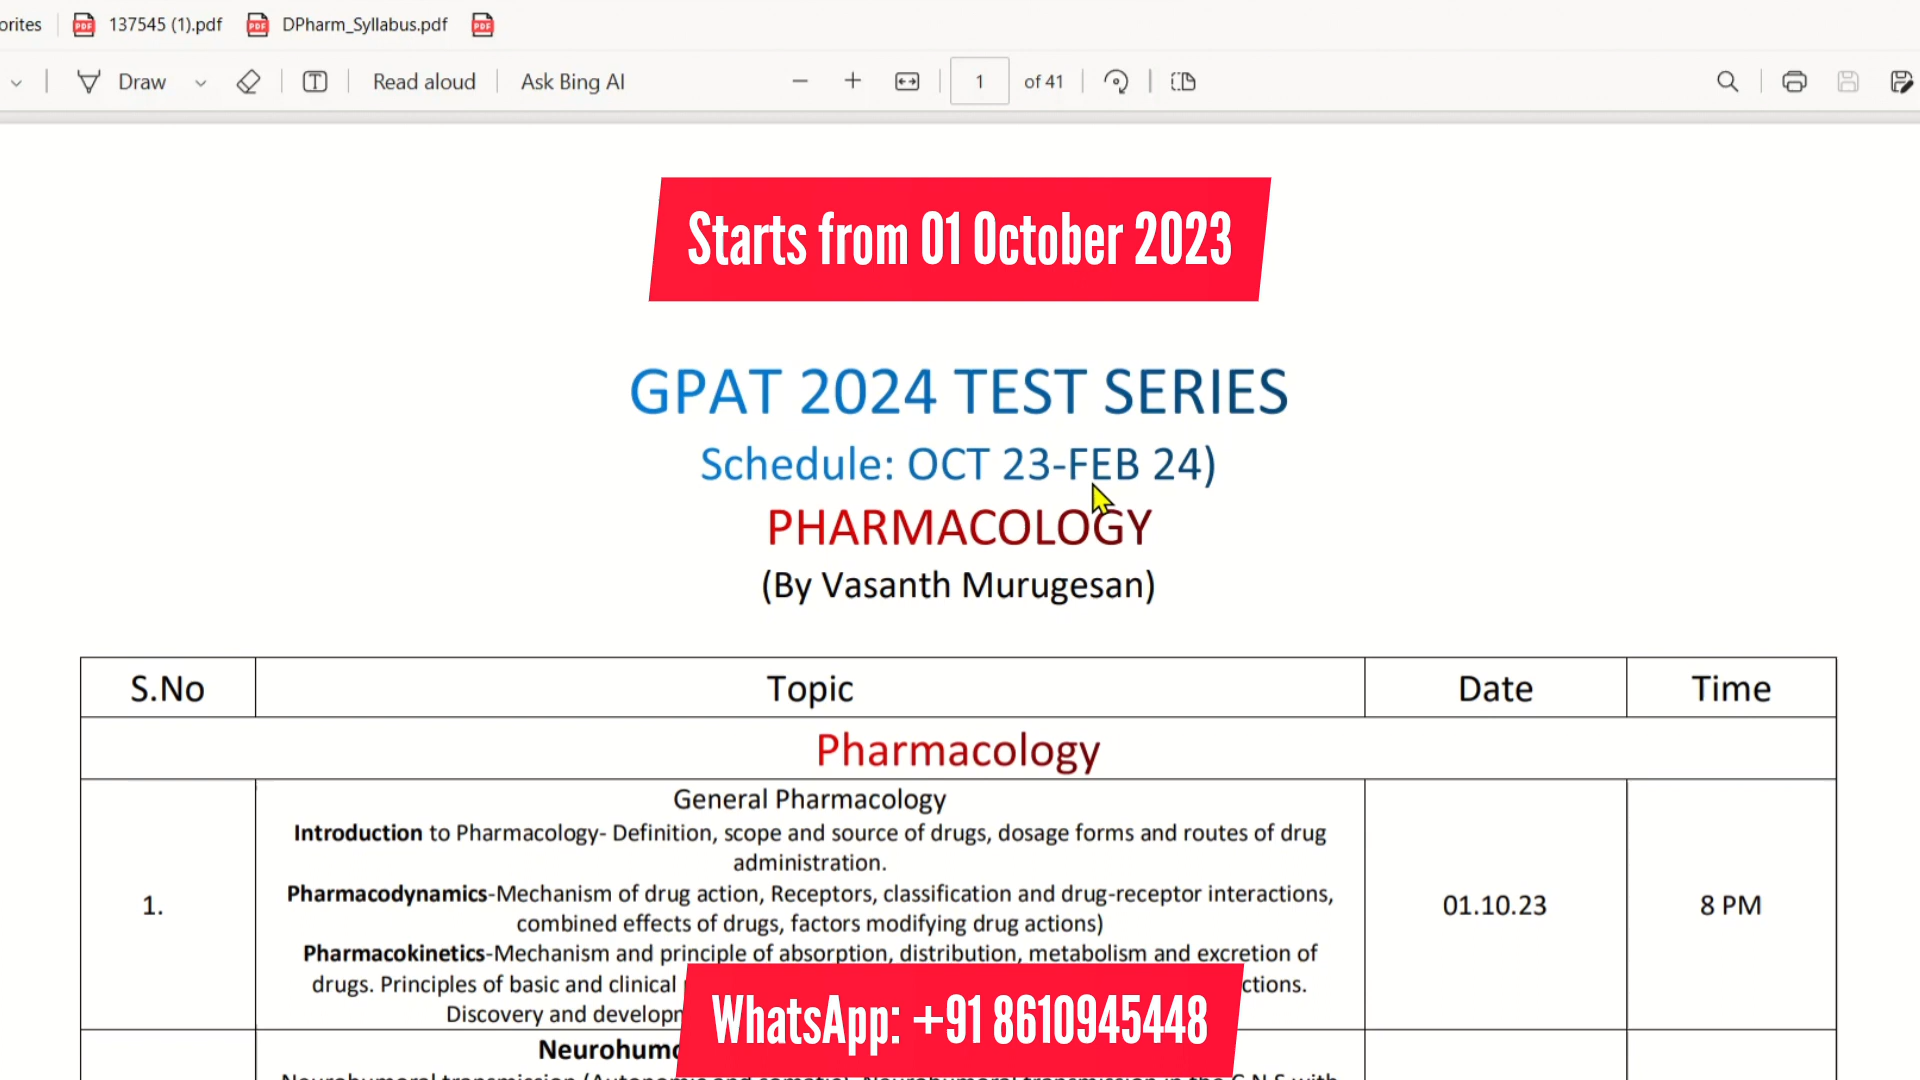 orites 137545 (1).pdf DPharm_Syllabus.pdf
Draw Read aloud Ask Bing AI 1 of 41
Starts from 01 October 2023
GPAT 2024 TEST SERIES
Schedule: OCT 23-FEB 24)
PHARMACOLOGY
(By Vasanth Murugesan)
S.No Topic Date Time
Pharmacology
General Pharmacology
Introduction to Pharmacology- Definition, scope and source of drugs, dosage forms and routes of drug
administration.
Pharmacodynamics-Mechanism of drug action, Receptors, classification and drug-receptor interactions,
1. combined effects of drugs, factors modifying drug actions) 01.10.23 8 PM
Pharmacokinetics-Mechanism and principle of absorption, distribution, metabolism and excretion of
drugs. Principles of basic and clinical ctions.
Discovery and developm
WhatsApp: +91 8610945448
Neurohumo